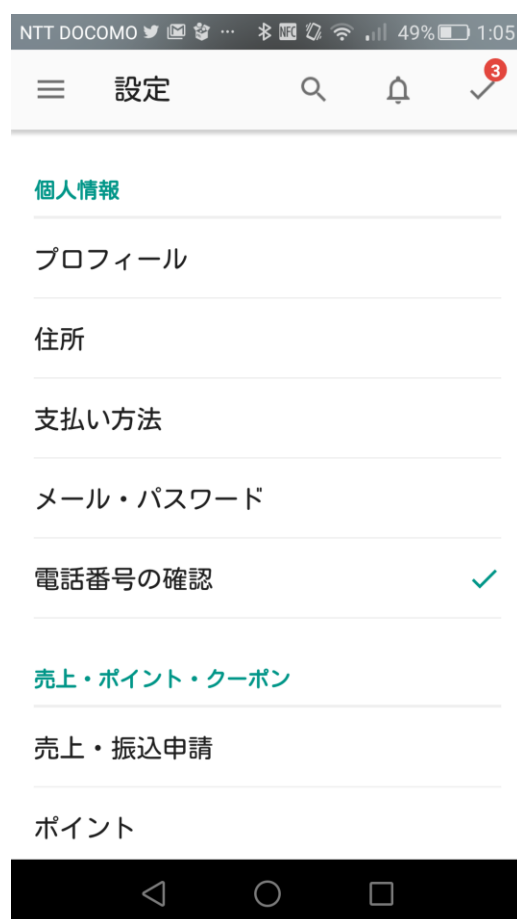 NTT DOCOMO … NFC 49% 1:05
設定 3
個人情報
プロフィール
住所
支払い方法
メール・パスワード
電話番号の確認
売上・ポイント・クーポン
売上・振込申請
ポイント